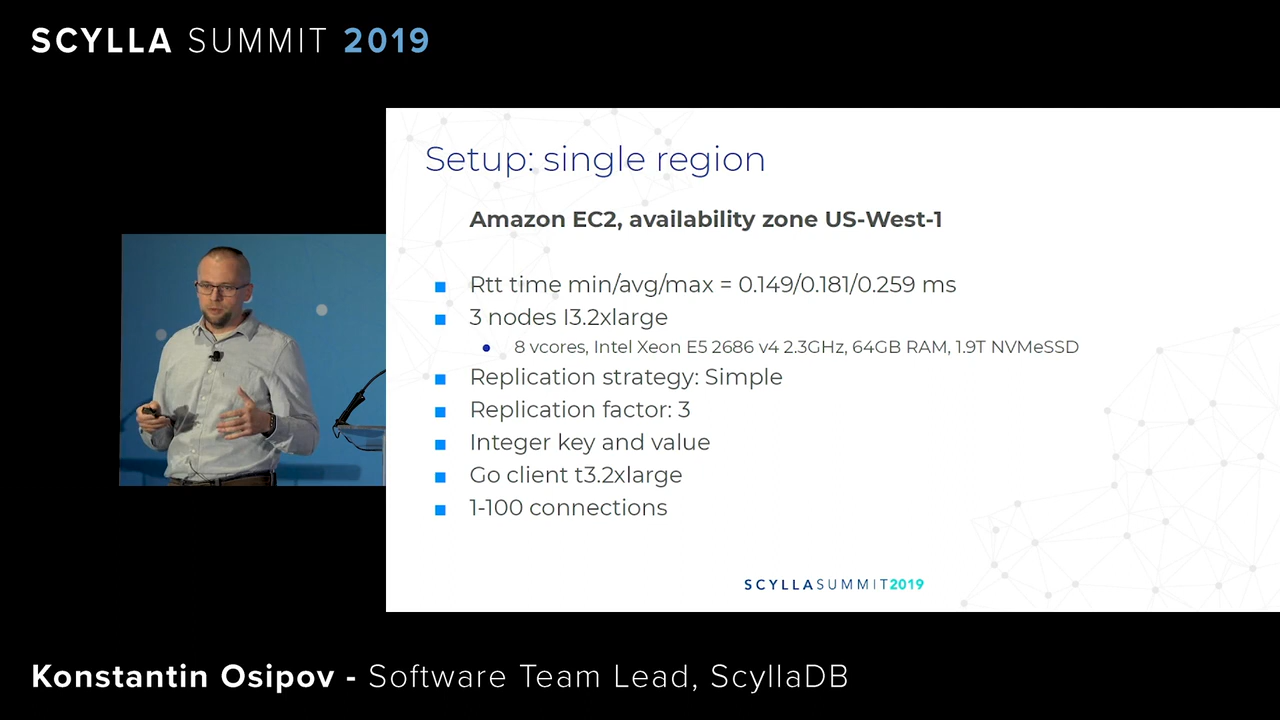 SCYLLA SUMMIT 2019
Setup: single region
Amazon EC2, availability zone US-West-1
Rtt time min/avg/max = 0.149/0.181/0.259 ms
3 nodes I3.2xlarge
8 vcores, Intel Xeon E5 2686 v4 2.3GHz, 64GB RAM, 1.9T NVMeSSD
Replication strategy: Simple
Replication factor: 3
Integer key and value
Go client t3.2xlarge
1-100 connections
SCYLLASUMMIT2019
Konstantin Osipov - Software Team Lead, ScyllaDB